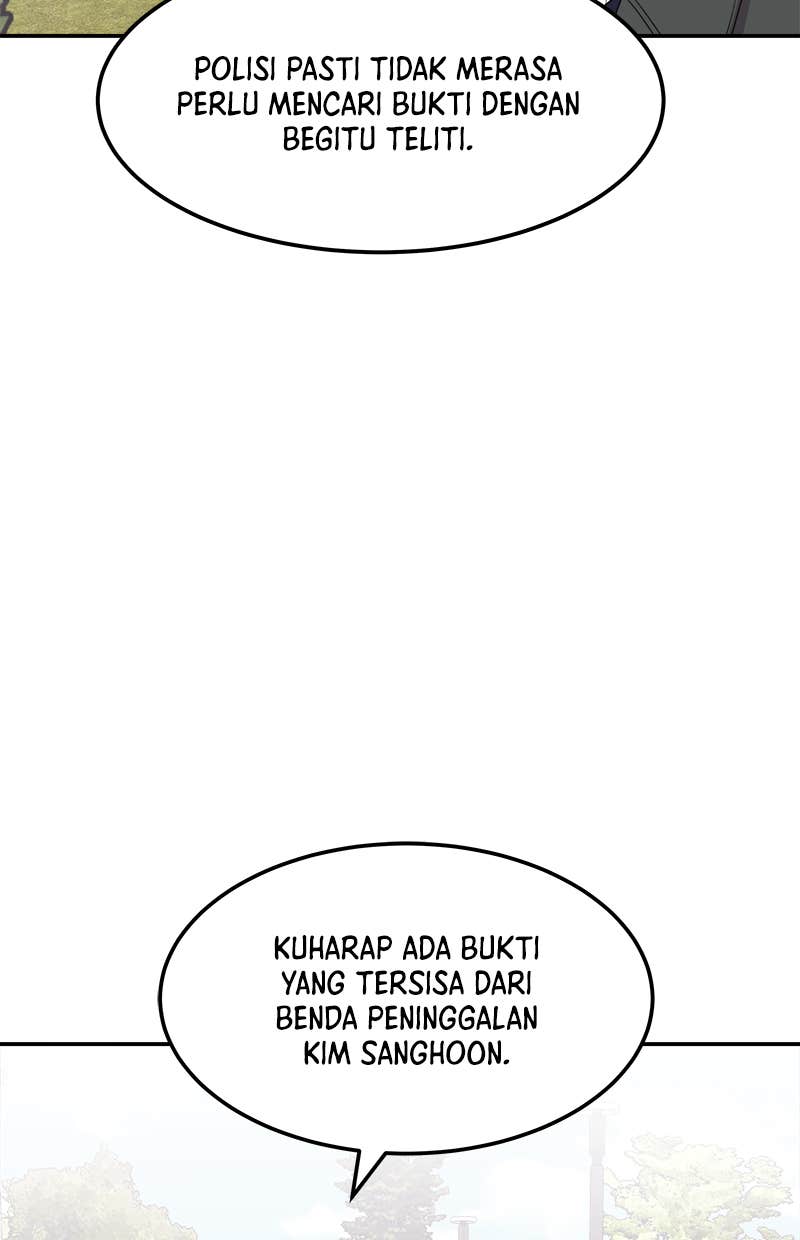 POLISI PASTI TIDAK MERASA
PERLU MENCARI BUKTI DENGAN
BEGITU TELITI.
KUHARAP ADA BUKTI
YANG TERSISA DARI
BENDA PENINGGALAN
KIM SANGHOON.